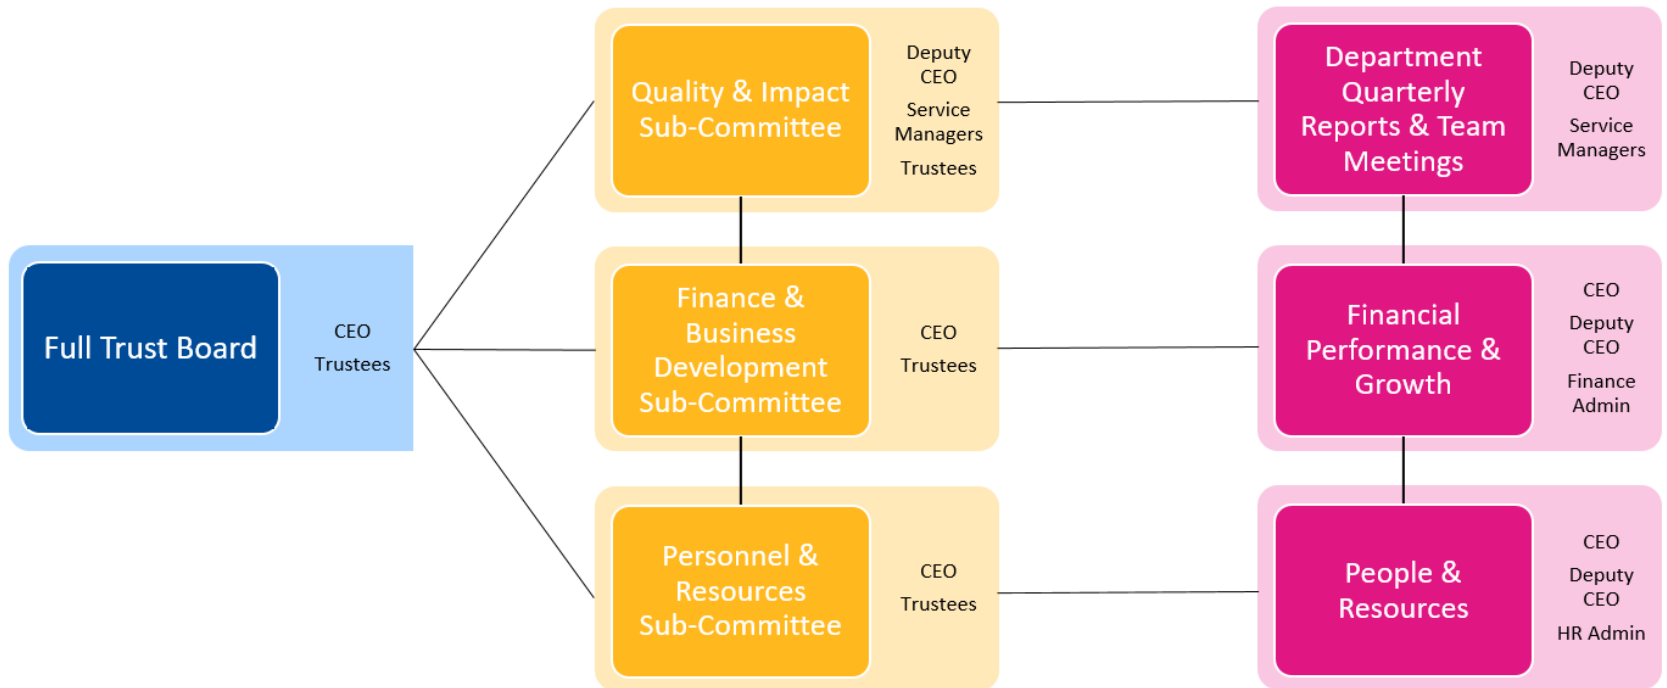 Full Trust Board
CEO
Trustees
Quality & Impact
Sub-Committee
Deputy
CEO
Service
Managers
Trustees
Department
Quarterly
Reports & Team
Meetings
Deputy
CEO
Service
Managers
Finance &
Business
Development
Sub-Committee
CEO
Trustees
Financial
Performance &
Growth
CEO
Deputy
CEO
Finance
Admin
Personnel &
Resources
Sub-Committee
CEO
Trustees
People &
Resources
CEO
Deputy
CEO
HR Admin